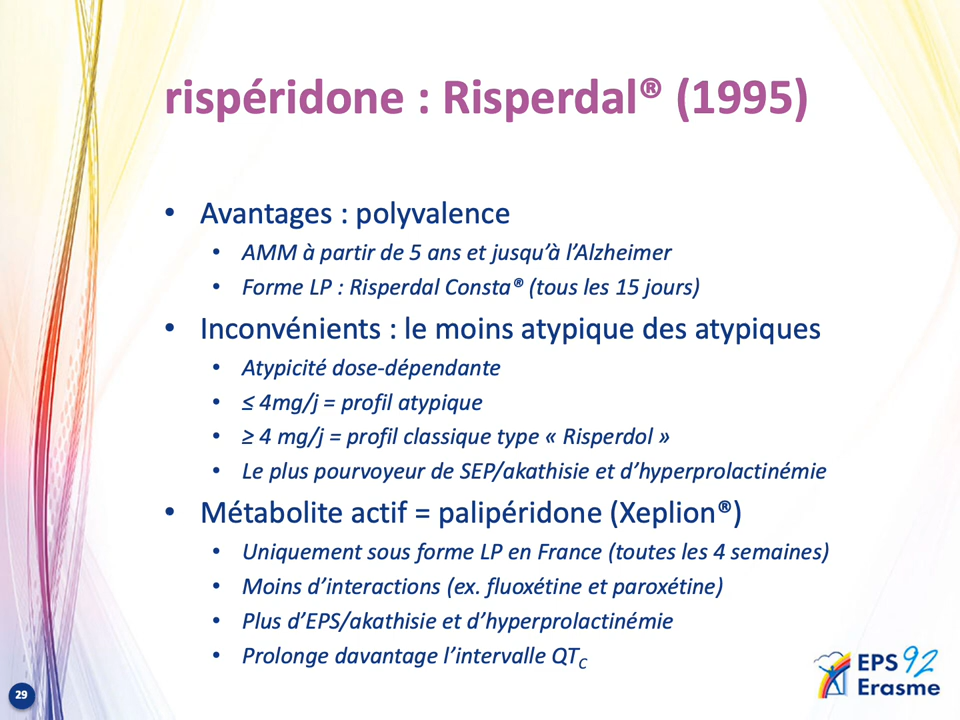 rispéridone : Risperdal® (1995)
• Avantages : polyvalence
• AMM à partir de 5 ans et jusqu'à l'Alzheimer
• Forme LP : Risperdal Consta® (tous les 15 jours)
• Inconvénients : le moins atypique des atypiques
• Atypicité dose-dépendante
• ≤ 4mg/j = profil atypique
• ≥ 4 mg/j = profil classique type « Risperdol »
• Le plus pourvoyeur de SEP/akathisie et d'hyperprolactinémie
• Métabolite actif = palipéridone (Xeplion®)
• Uniquement sous forme LP en France (toutes les 4 semaines)
• Moins d'interactions (ex. fluoxétine et paroxétine)
• Plus d'EPS/akathisie et d'hyperprolactinémie
• Prolonge davantage l'intervalle QTC
29
EPS 92
Erasme